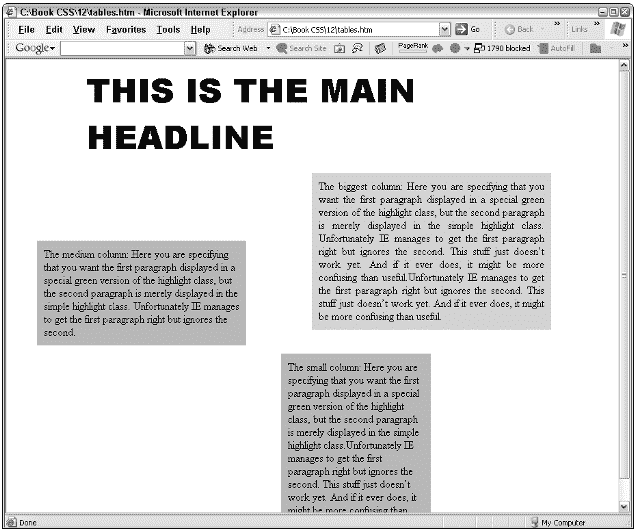 C:\Book CSS\12\tables.htm - Microsoft Internet Explorer
File Edit View Favorites Tools Help Address C:\Book CSS\12\tables.htm Go Back » Links »
Google Search Web Search Site PageRank 1790 blocked AutoFill »
THIS IS THE MAIN
HEADLINE
The biggest column: Here you are specifying that you
want the first paragraph displayed in a special green
version of the highlight class, but the second paragraph
is merely displayed in the simple highlight class.
Unfortunately IE manages to get the first paragraph
right but ignores the second. This stuff just doesn't
work yet. And if it ever does, it might be more
confusing than useful.Unfortunately IE manages to get
the first paragraph right but ignores the second. This
stuff just doesn't work yet. And if it ever does, it might
be more confusing than useful.
The medium column: Here you are specifying
that you want the first paragraph displayed in a
special green version of the highlight class, but
the second paragraph is merely displayed in the
simple highlight class. Unfortunately IE manages
to get the first paragraph right but ignores the
second.
The small column: Here you are
specifying that you want the first
paragraph displayed in a special
green version of the highlight
class, but the second paragraph
is merely displayed in the simple
highlight class.Unfortunately IE
manages to get the first
paragraph right but ignores the
second. This stuff just doesn't
work yet. And if it ever does, it
might be more confusing than
Done My Computer